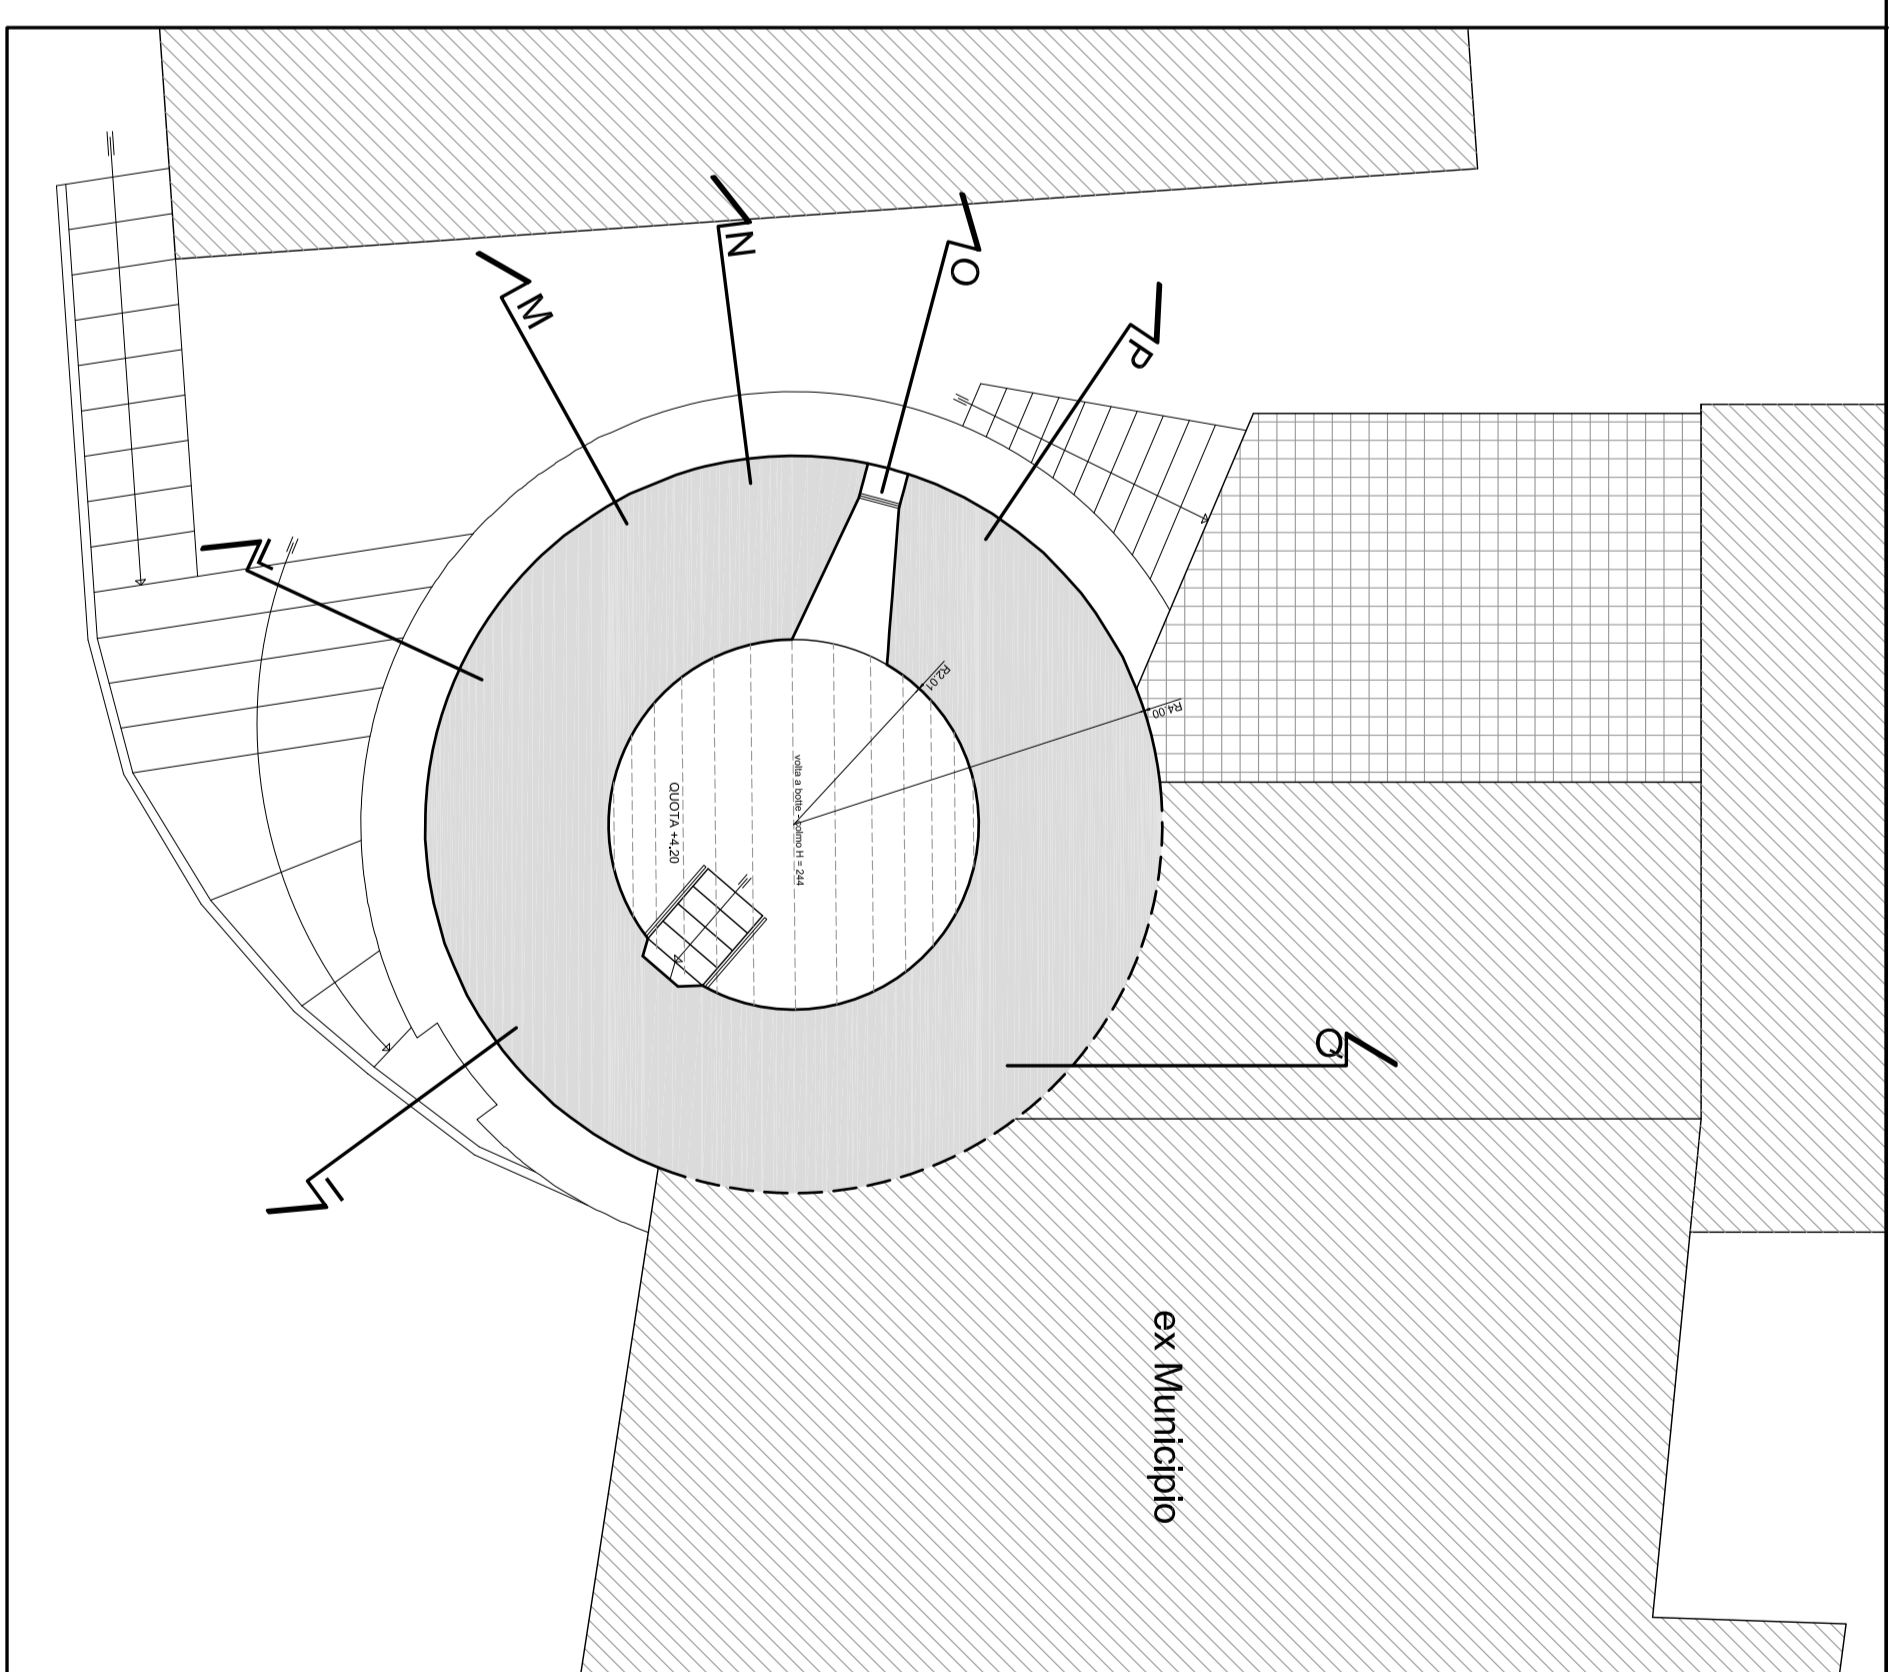 N
O
M
P
L
R2.01
R4.00
volta a botte - colmo H = 244
QUOTA +4.20
Q
I
ex Municipio